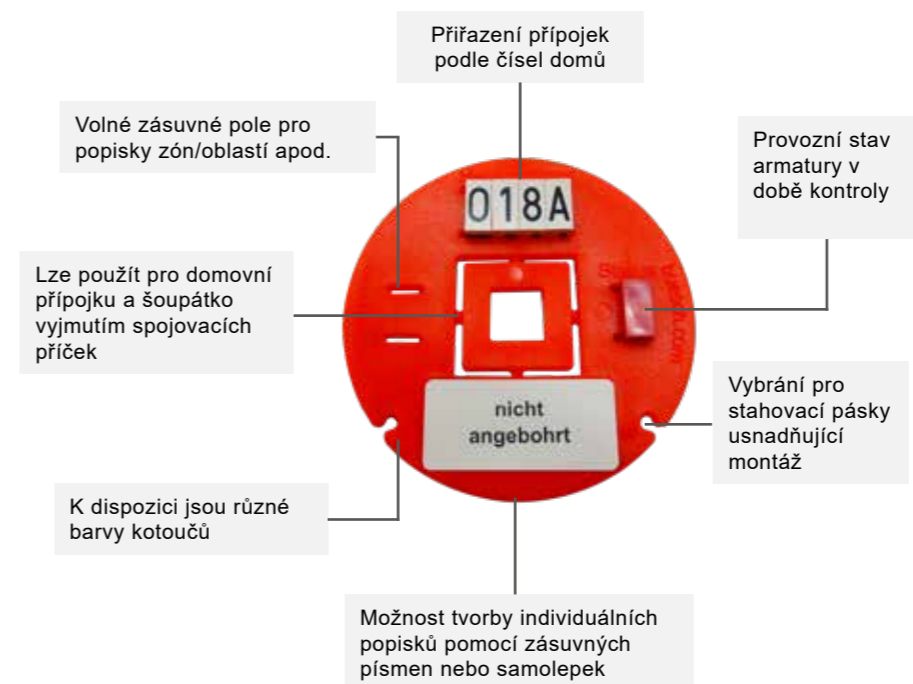 Přiřazení přípojek
podle čísel domů
Volné zásuvné pole pro
popisky zón/oblastí apod.
Provozní stav
armatury v
době kontroly
018A
Lze použít pro domovní
přípojku a šoupátko
vyjmutím spojovacích
příček
nicht
angebohrt
Vybrání pro
stahovací pásky
usnadňující
montáž
K dispozici jsou různé
barvy kotoučů
Možnost tvorby individuálních
popisků pomocí zásuvných
písmen nebo samolepek